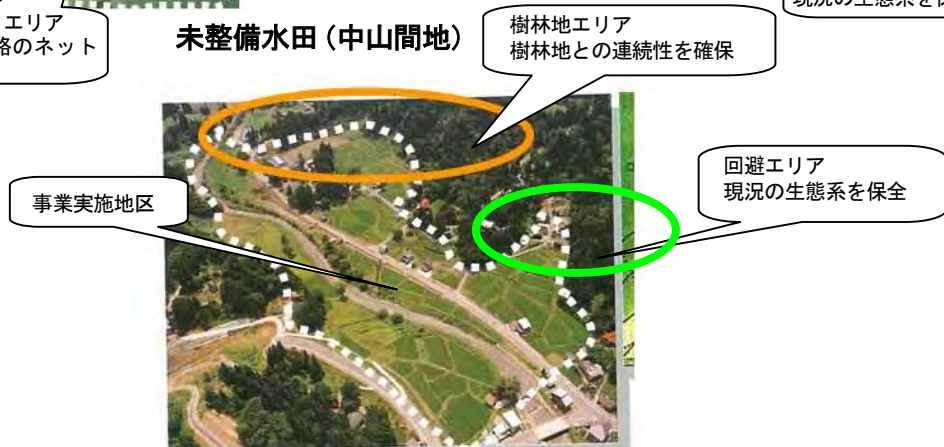 エリア
路のネット
未整備水田（中山間地）
樹林地エリア
樹林地との連続性を確保
現況の生態系を保
事業実施地区
回避エリア
現況の生態系を保全